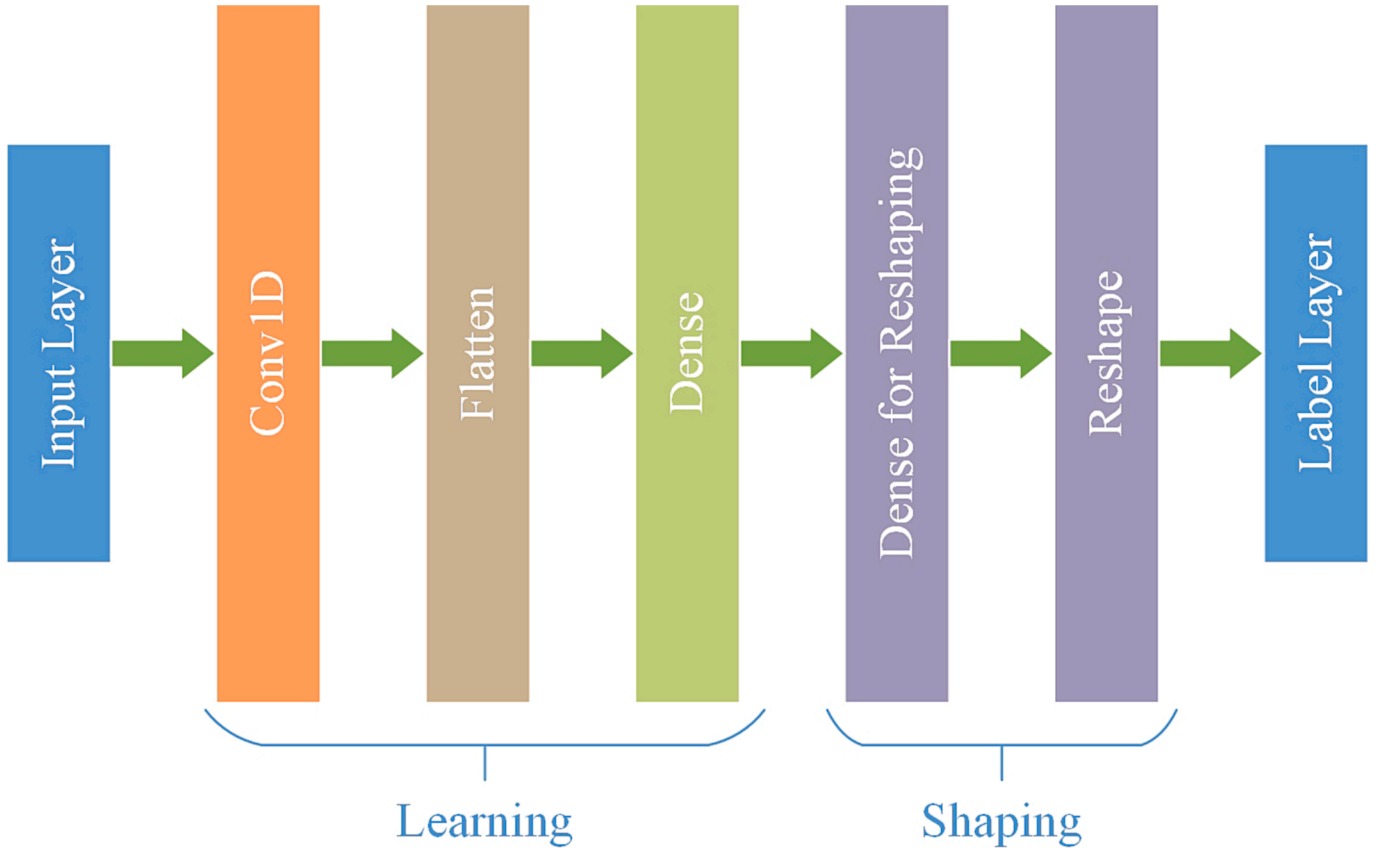 Input Layer
Conv1D
Flatten
Dense
Dense for Reshaping
Reshape
Label Layer
Learning
Shaping